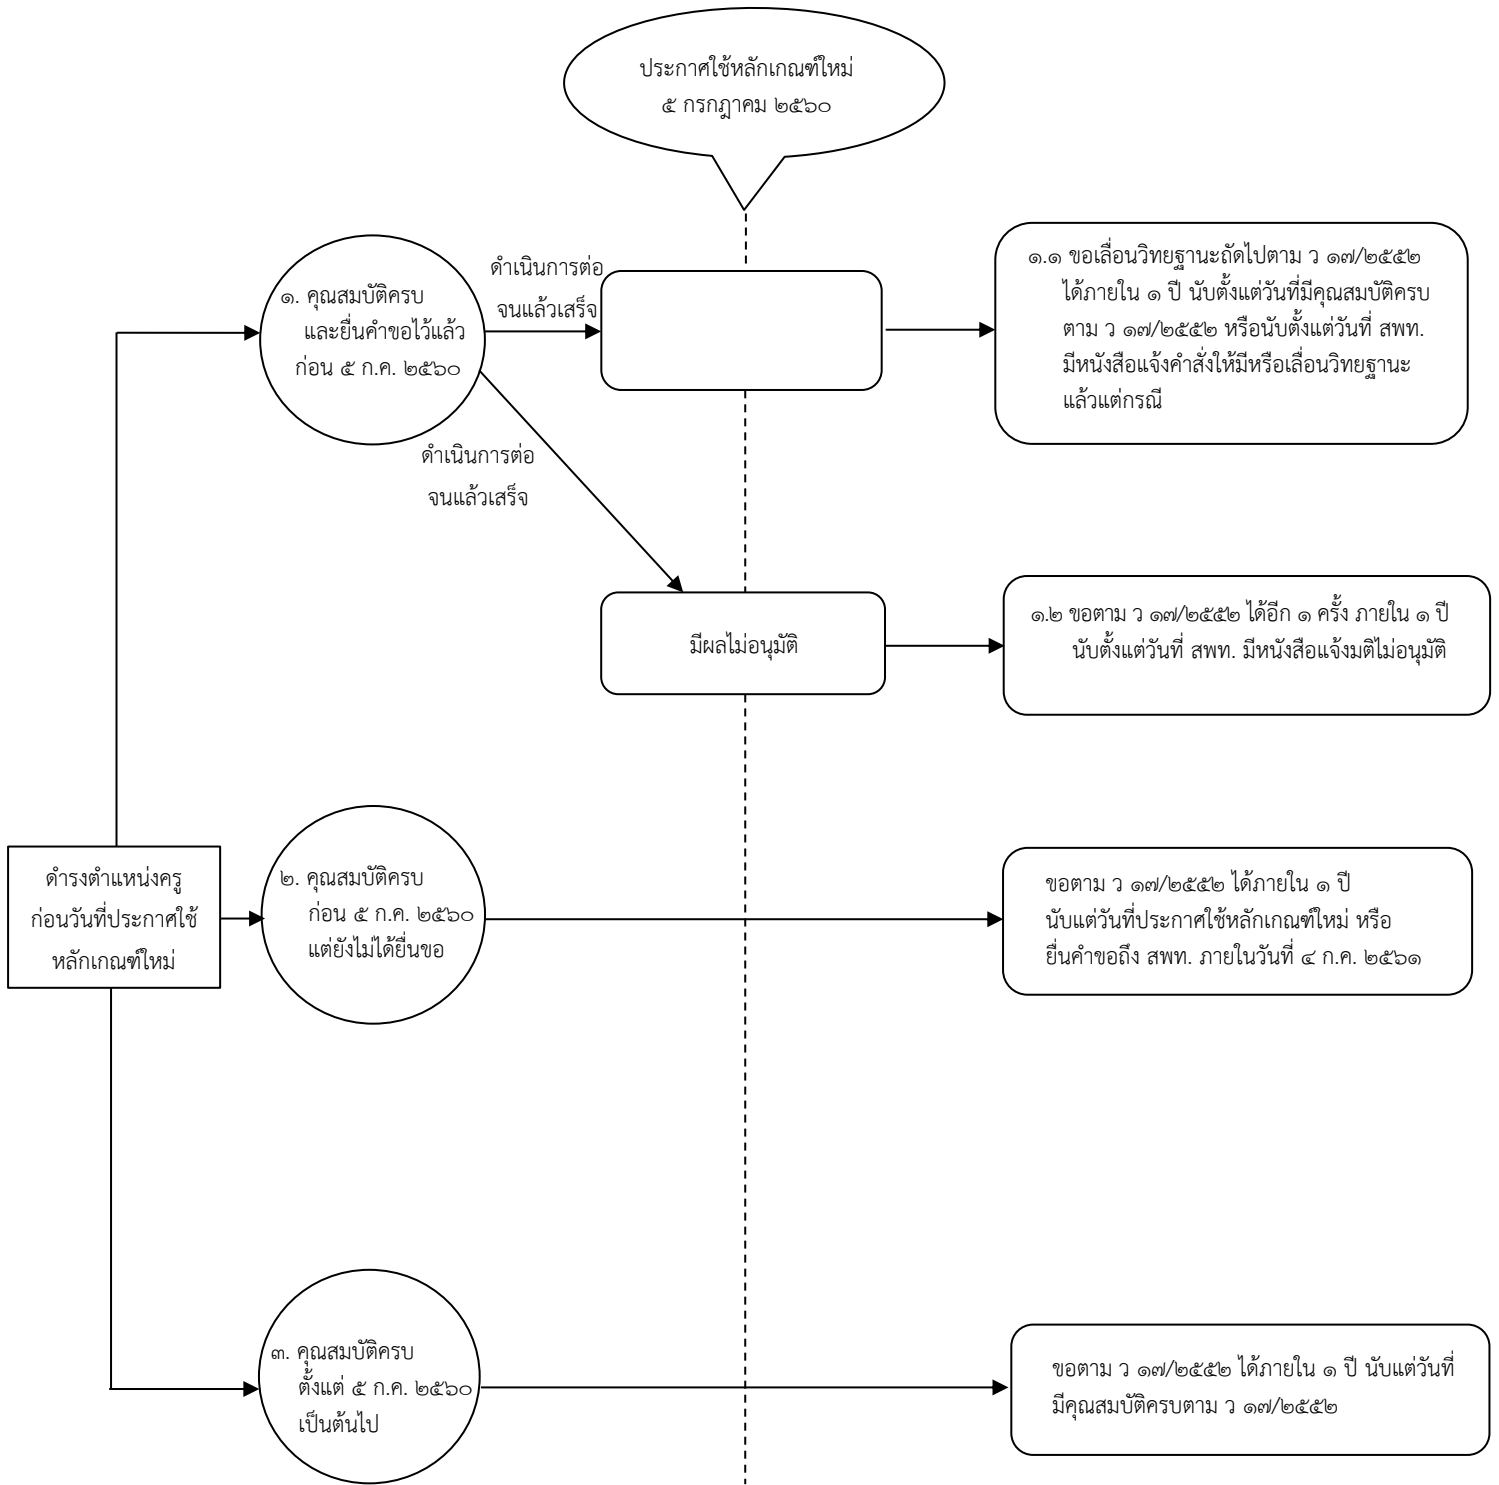 ประกาศใช้หลักเกณฑ์ใหม่
๕ กรกฎาคม ๒๕๖๐
ดำเนินการต่อ
จนแล้วเสร็จ
๑. คุณสมบัติครบ
และยื่นคำขอไว้แล้ว
ก่อน ๕ ก.ค. ๒๕๖๐
๑.๑ ขอเลื่อนวิทยฐานะถัดไปตาม ว ๑๗/๒๕๕๒
ได้ภายใน ๑ ปี นับตั้งแต่วันที่มีคุณสมบัติครบ
ตาม ว ๑๗/๒๕๕๒ หรือนับตั้งแต่วันที่ สพท.
มีหนังสือแจ้งคำสั่งให้มีหรือเลื่อนวิทยฐานะ
แล้วแต่กรณี
ดำเนินการต่อ
จนแล้วเสร็จ
มีผลไม่อนุมัติ
๑.๒ ขอตาม ว ๑๗/๒๕๕๒ ได้อีก ๑ ครั้ง ภายใน ๑ ปี
นับตั้งแต่วันที่ สพท. มีหนังสือแจ้งมติไม่อนุมัติ
ดำรงตำแหน่งครู
ก่อนวันที่ประกาศใช้
หลักเกณฑ์ใหม่
๒. คุณสมบัติครบ
ก่อน ๕ ก.ค. ๒๕๖๐
แต่ยังไม่ได้ยื่นขอ
ขอตาม ว ๑๗/๒๕๕๒ ได้ภายใน ๑ ปี
นับแต่วันที่ประกาศใช้หลักเกณฑ์ใหม่ หรือ
ยื่นคำขอถึง สพท. ภายในวันที่ ๔ ก.ค. ๒๕๖๑
๓. คุณสมบัติครบ
ตั้งแต่ ๕ ก.ค. ๒๕๖๐
เป็นต้นไป
ขอตาม ว ๑๗/๒๕๕๒ ได้ภายใน ๑ ปี นับแต่วันที่
มีคุณสมบัติครบตาม ว ๑๗/๒๕๕๒